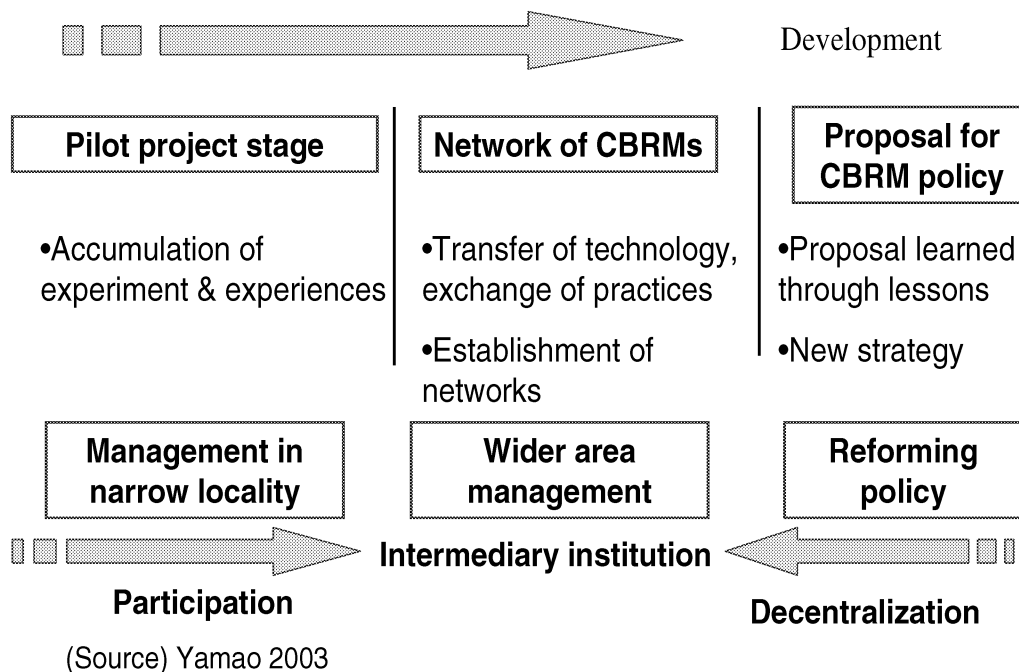 Development
Pilot project stage
Network of CBRMs
Proposal for
CBRM policy
•Accumulation of
experiment & experiences
•Transfer of technology,
exchange of practices
•Establishment of
networks
•Proposal learned
through lessons
•New strategy
Management in
narrow locality
Wider area
management
Reforming
policy
Intermediary institution
Participation
Decentralization
(Source) Yamao 2003